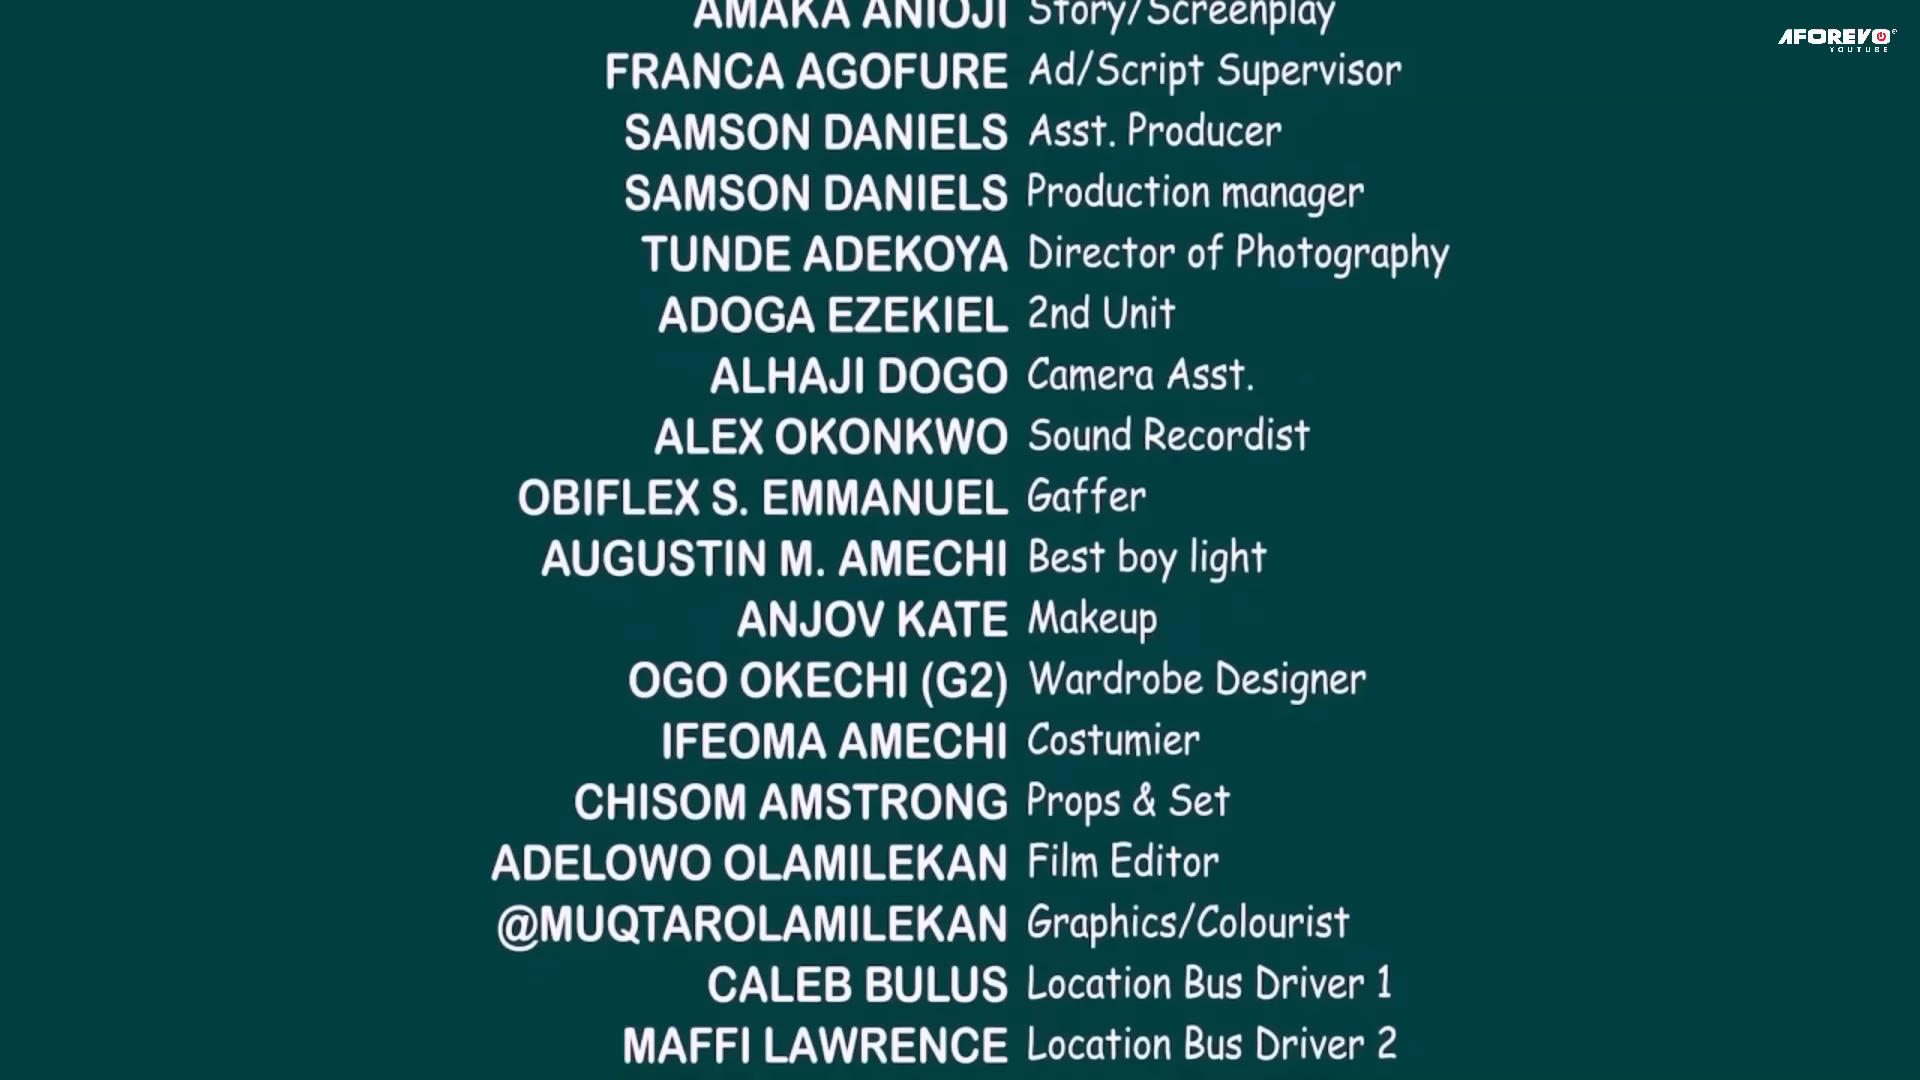 AMAKA ANIOJI Story/Screenplay
AFOREVO
YOUTUBE
FRANCA AGOFURE Ad/Script Supervisor
SAMSON DANIELS Asst. Producer
SAMSON DANIELS Production manager
TUNDE ADEKOYA Director of Photography
ADOGA EZEKIEL 2nd Unit
ALHAJI DOGO Camera Asst.
ALEX OKONKWO Sound Recordist
OBIFLEX S. EMMANUEL Gaffer
AUGUSTIN M. AMECHI Best boy light
ANJOV KATE Makeup
OGO OKECHI (G2) Wardrobe Designer
IFEOMA AMECHI Costumier
CHISOM AMSTRONG Props & Set
ADELOWO OLAMILEKAN Film Editor
@MUQTAROLAMILEKAN Graphics/Colourist
CALEB BULUS Location Bus Driver 1
MAFFI LAWRENCE Location Bus Driver 2